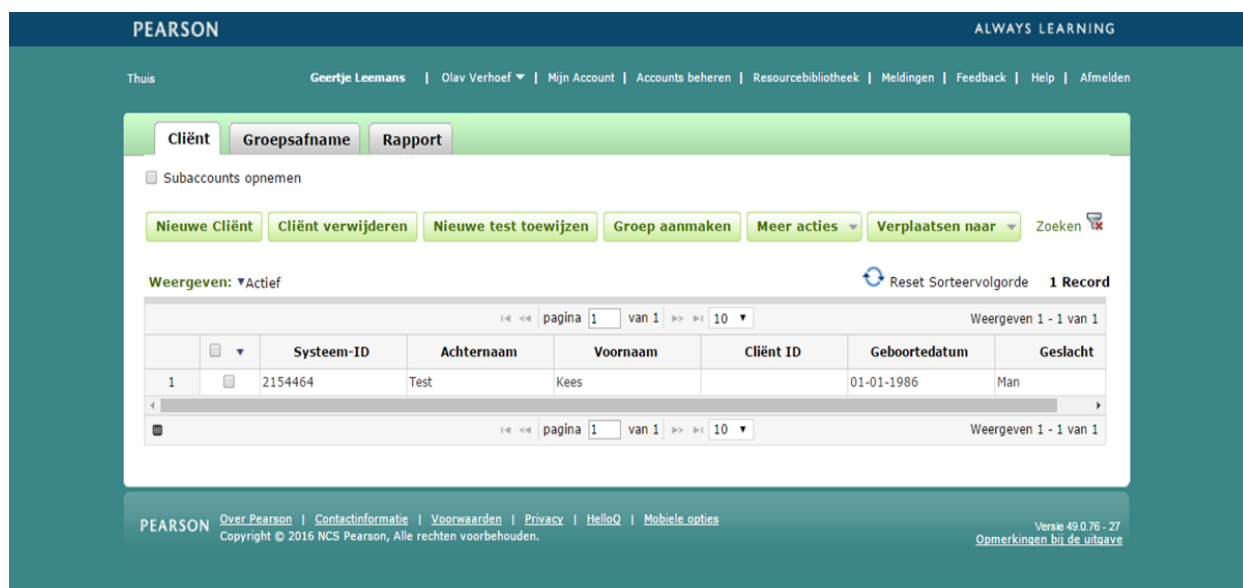 PEARSON ALWAYS LEARNING
Thuis Geertje Leemans | Olav Verhoef | Mijn Account | Accounts beheren | Resourcebibliotheek | Meldingen | Feedback | Help | Afmelden
Cliënt Groepsafname Rapport
Subaccounts opnemen
Nieuwe Cliënt Cliënt verwijderen Nieuwe test toewijzen Groep aanmaken Meer acties Verplaatsen naar Zoeken
Weergeven: Actief Reset Sorteervolgorde 1 Record
pagina 1 van 1 10 Weergeven 1 - 1 van 1
Systeem-ID Achternaam Voornaam Cliënt ID Geboortedatum Geslacht
1 2154464 Test Kees 01-01-1986 Man
pagina 1 van 1 10 Weergeven 1 - 1 van 1
PEARSON Over Pearson | Contactinformatie | Voorwaarden | Privacy | HelloQ | Mobiele opties
Copyright © 2016 NCS Pearson, Alle rechten voorbehouden.
Versie 49.0.76 - 27
Opmerkingen bij de uitgave